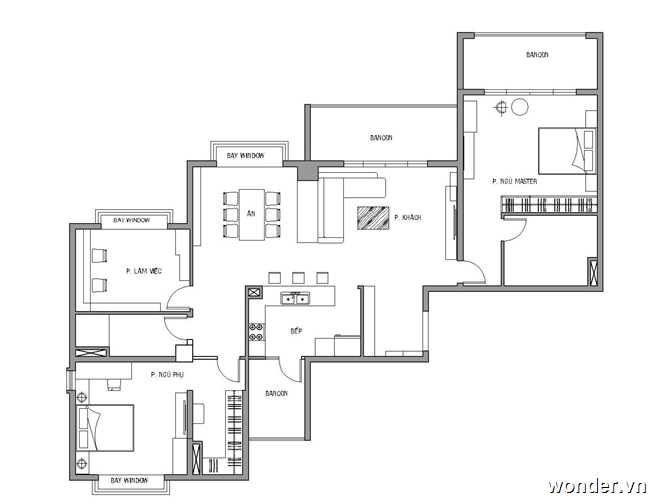 BANCON
BANCON
BAY WINDOW
P. NGỦ MASTER
ĂN
P. KHÁCH
BAY WINDOW
P. LÀM VIỆC
BẾP
P. NGỦ PHỤ
BANCON
BAY WINDOW
wonder.vn